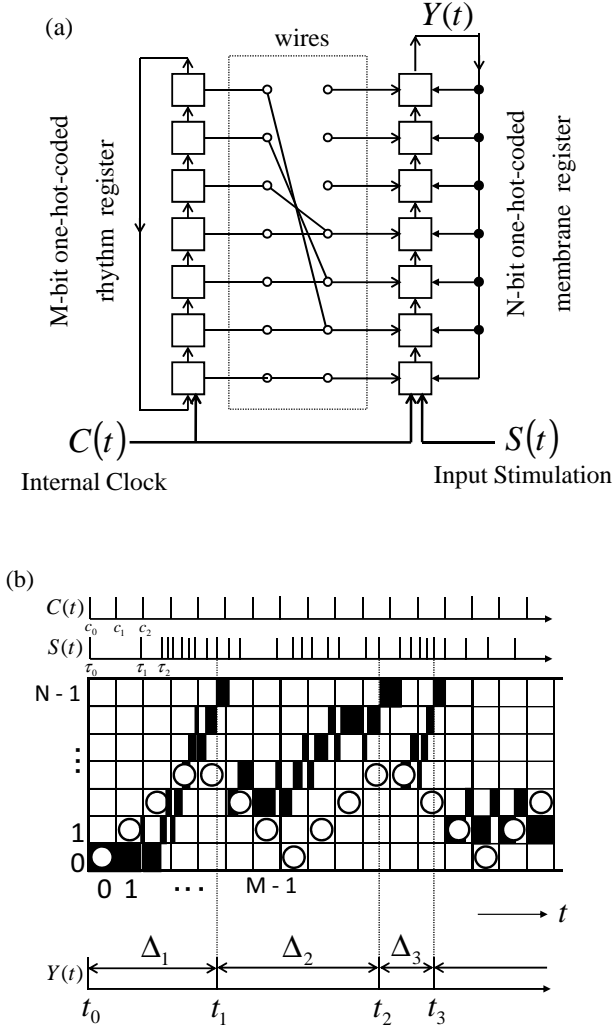 (a)
wires
Y(t)
M-bit one-hot-coded
rhythm register
N-bit one-hot-coded
membrane register
C(t)
S(t)
Internal Clock
Input Stimulation
(b)
C(t)
c₀ c₁ c₂
S(t)
τ₀ τ₁ τ₂
N - 1
⋮
1
0
0 1 ⋯ M - 1
t
Δ₁ Δ₂ Δ₃
Y(t)
t₀ t₁ t₂ t₃